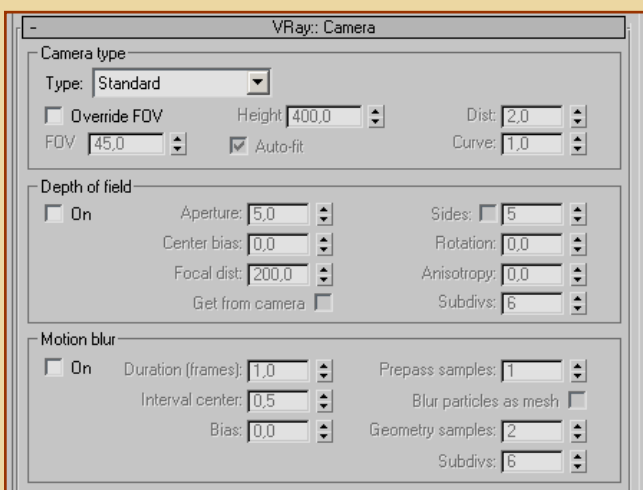 - VRay:: Camera
Camera type
Type: Standard
Override FOV Height 400,0 Dist: 2,0
FOV 45,0 Auto-fit Curve: 1,0
Depth of field
On Aperture: 5,0 Sides: 5
Center bias: 0,0 Rotation: 0,0
Focal dist: 200,0 Anisotropy: 0,0
Get from camera Subdivs: 6
Motion blur
On Duration (frames): 1,0 Prepass samples: 1
Interval center: 0,5 Blur particles as mesh
Bias: 0,0 Geometry samples: 2
Subdivs: 6